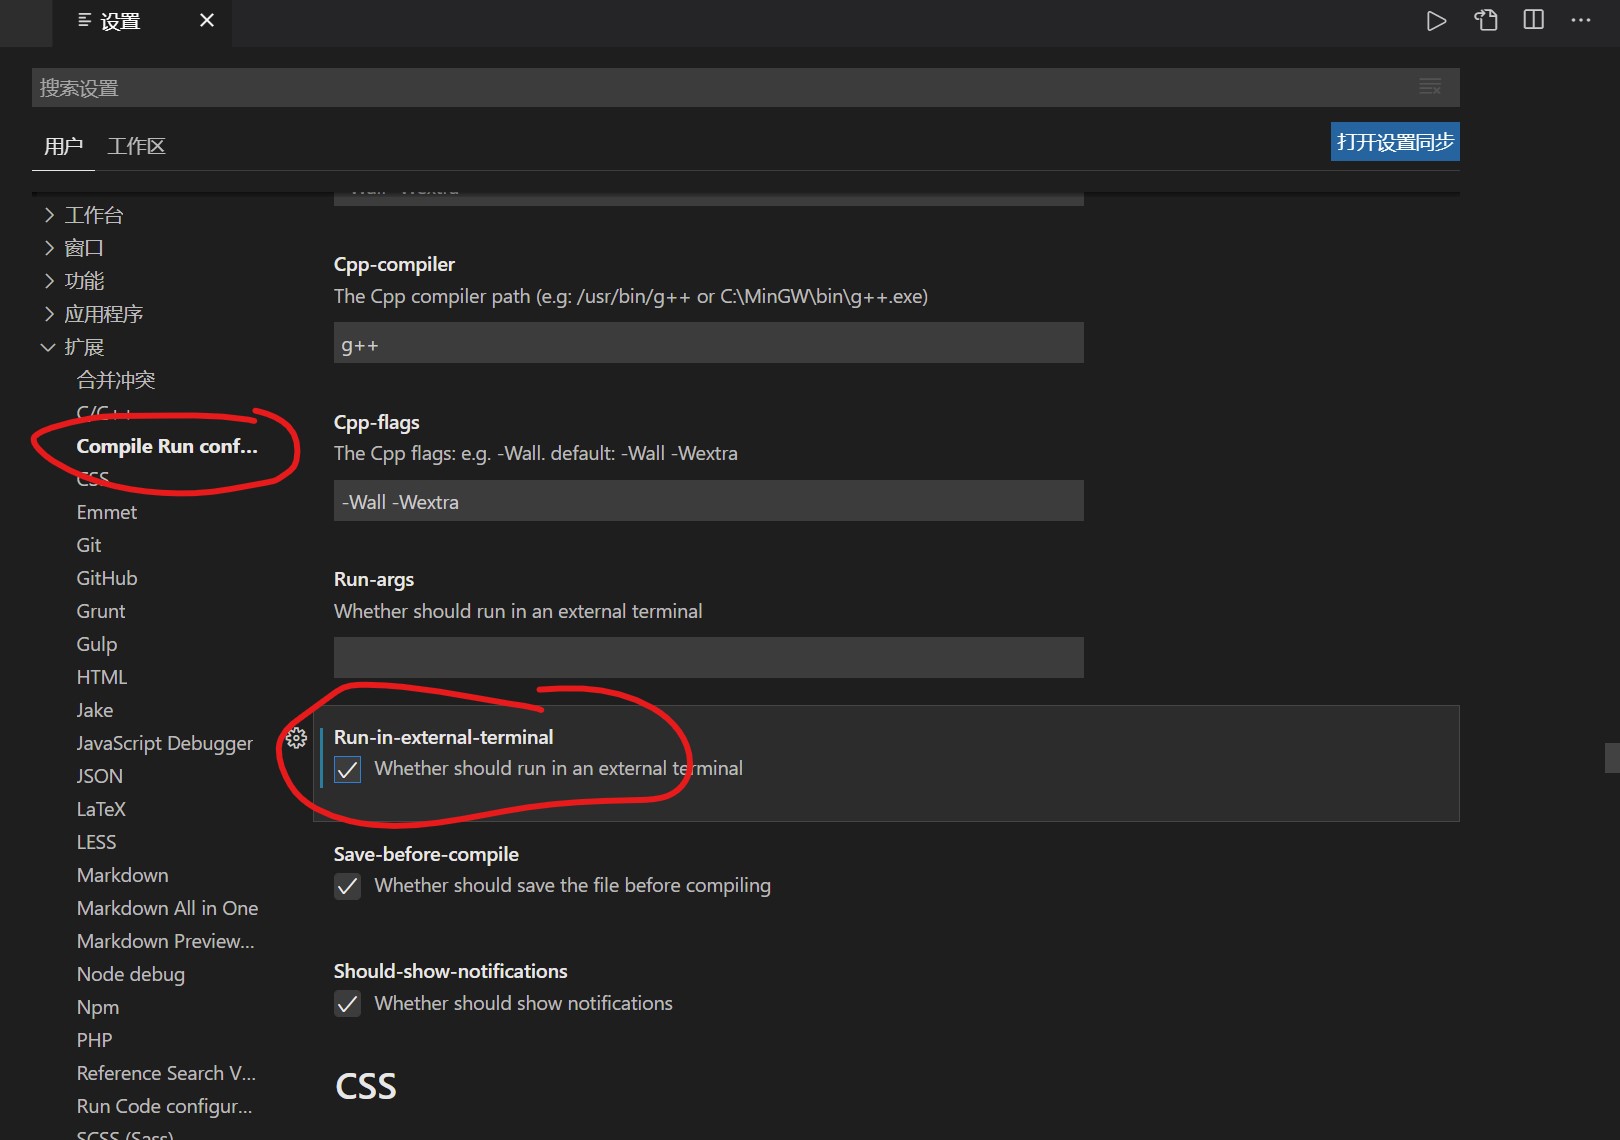 设置
搜索设置
用户 工作区
打开设置同步
工作台
窗口
功能
应用程序
扩展
合并冲突
C/C++
Compile Run conf...
CSS
Emmet
Git
GitHub
Grunt
Gulp
HTML
Jake
JavaScript Debugger
JSON
LaTeX
LESS
Markdown
Markdown All in One
Markdown Preview...
Node debug
Npm
PHP
Reference Search V...
Run Code configur...
SCSS (Sass)
-Wall -Wextra
Cpp-compiler
The Cpp compiler path (e.g: /usr/bin/g++ or C:\MinGW\bin\g++.exe)
g++
Cpp-flags
The Cpp flags: e.g. -Wall. default: -Wall -Wextra
-Wall -Wextra
Run-args
Whether should run in an external terminal
Run-in-external-terminal
Whether should run in an external terminal
Save-before-compile
Whether should save the file before compiling
Should-show-notifications
Whether should show notifications
CSS